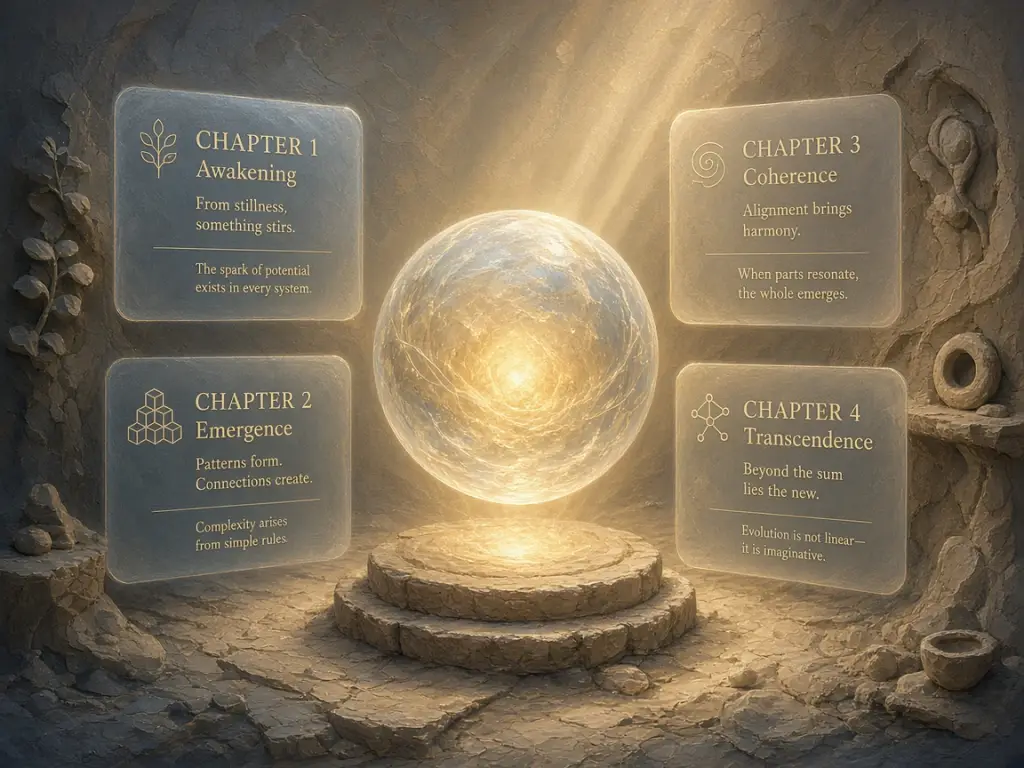 CHAPTER 1
Awakening
From stillness,
something stirs.
The spark of potential
exists in every system.
CHAPTER 2
Emergence
Patterns form.
Connections create.
Complexity arises
from simple rules.
CHAPTER 3
Coherence
Alignment brings
harmony.
When parts resonate,
the whole emerges.
CHAPTER 4
Transcendence
Beyond the sum
lies the new.
Evolution is not linear—
it is imaginative.